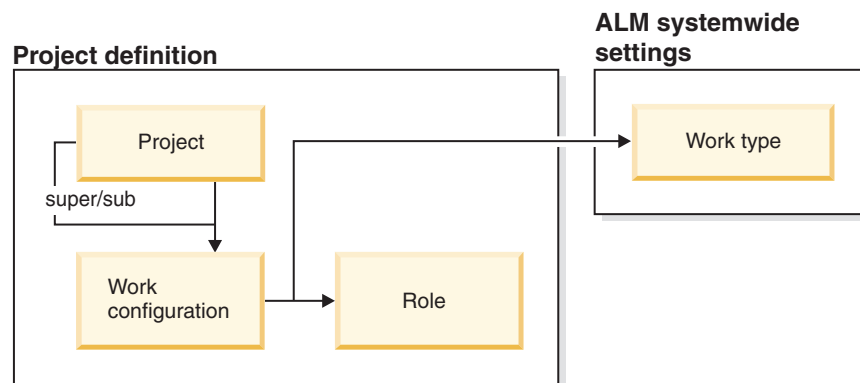 ALM systemwide
settings
Project definition
Project
Work type
super/sub
Work
configuration
Role